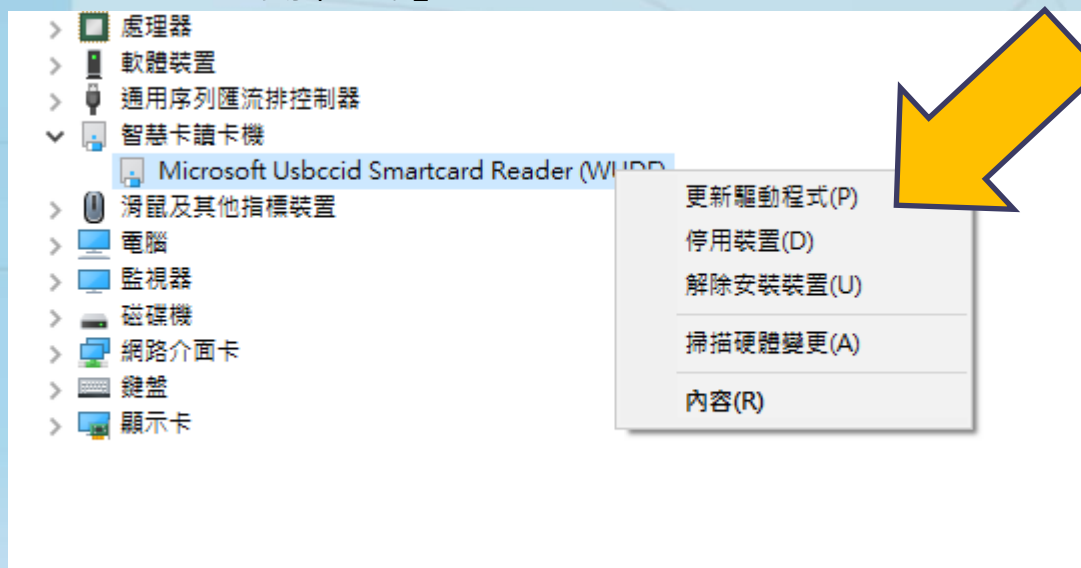 處理器
軟體裝置
通用序列匯流排控制器
智慧卡讀卡機
Microsoft Usbccid Smartcard Reader
滑鼠及其他指標裝置
電腦
監視器
磁碟機
網路介面卡
鍵盤
顯示卡
更新驅動程式(P)
停用裝置(D)
解除安裝裝置(U)
掃描硬體變更(A)
內容(R)